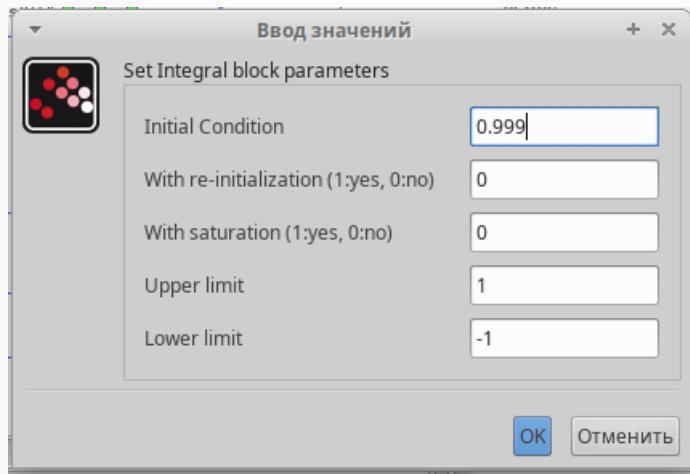 Ввод значений
Set Integral block parameters
Initial Condition 0.999
With re-initialization (1:yes, 0:no) 0
With saturation (1:yes, 0:no) 0
Upper limit 1
Lower limit -1
OK Отменить